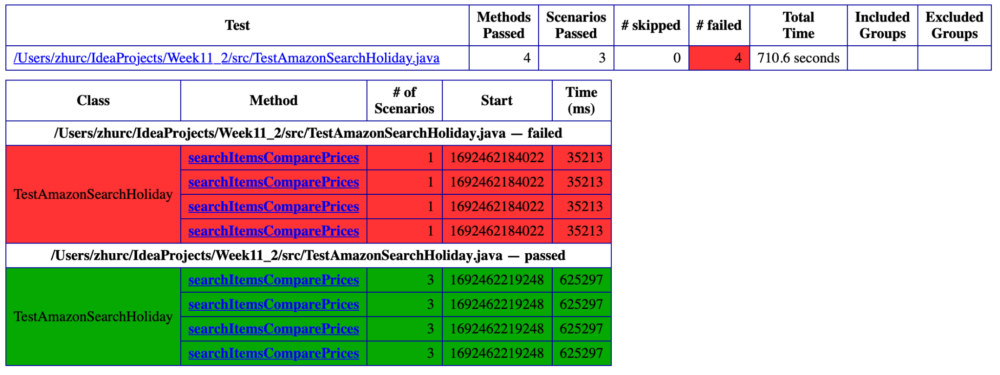 Test Methods Passed Scenarios Passed # skipped # failed Total Time Included Groups Excluded Groups
/Users/zhurc/IdeaProjects/Week11_2/src/TestAmazonSearchHoliday.java 4 3 0 4 710.6 seconds
Class Method # of Scenarios Start Time (ms)
/Users/zhurc/IdeaProjects/Week11_2/src/TestAmazonSearchHoliday.java — failed
TestAmazonSearchHoliday searchItemsComparePrices 1 1692462184022 35213
searchItemsComparePrices 1 1692462184022 35213
searchItemsComparePrices 1 1692462184022 35213
searchItemsComparePrices 1 1692462184022 35213
/Users/zhurc/IdeaProjects/Week11_2/src/TestAmazonSearchHoliday.java — passed
TestAmazonSearchHoliday searchItemsComparePrices 3 1692462219248 625297
searchItemsComparePrices 3 1692462219248 625297
searchItemsComparePrices 3 1692462219248 625297
searchItemsComparePrices 3 1692462219248 625297